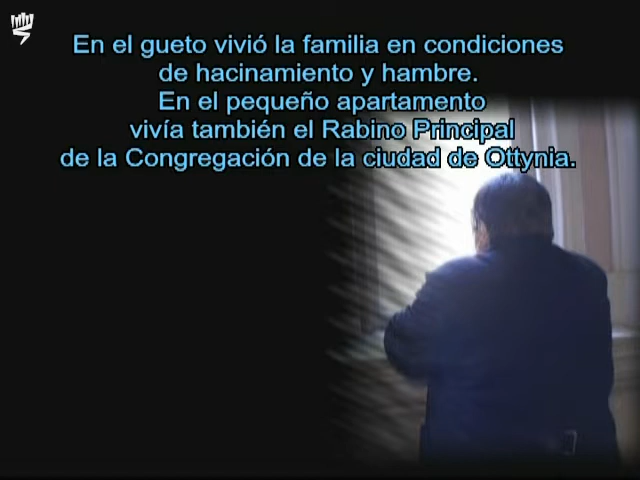 En el gueto vivió la familia en condiciones
de hacinamiento y hambre.
En el pequeño apartamento
vivía también el Rabino Principal
de la Congregación de la ciudad de Ottynia.